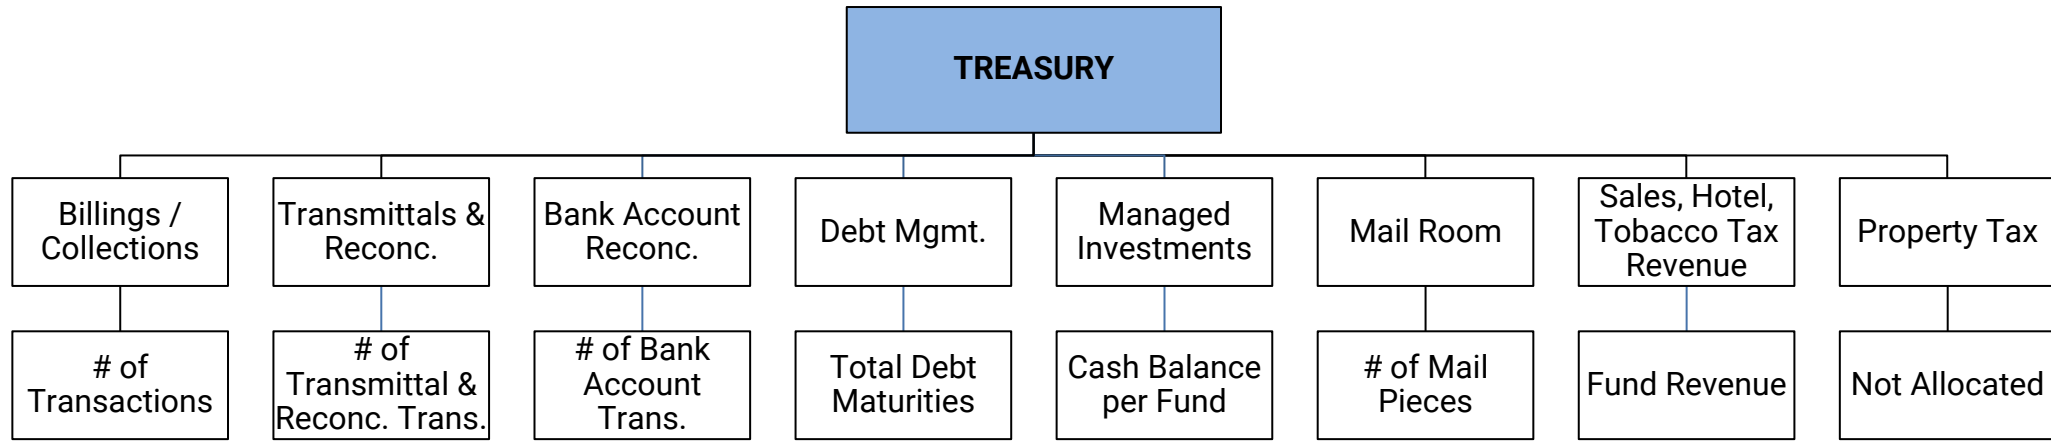 TREASURY
Billings /
Collections
Transmittals &
Reconc.
Bank Account
Reconc.
Debt Mgmt.
Managed
Investments
Mail Room
Sales, Hotel,
Tobacco Tax
Revenue
Property Tax
# of
Transactions
# of
Transmittal &
Reconc. Trans.
# of Bank
Account
Trans.
Total Debt
Maturities
Cash Balance
per Fund
# of Mail
Pieces
Fund Revenue
Not Allocated